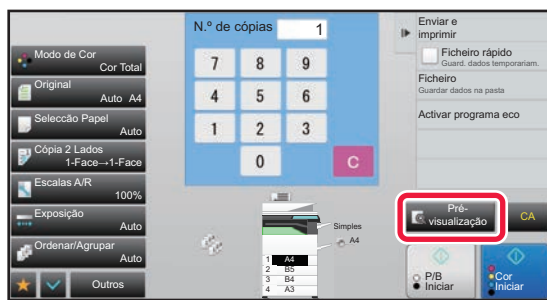 N.º de cópias 1
Modo de Cor
Cor Total
Original
Auto A4
Seleccão Papel
Auto
Cópia 2 Lados
1-Face→1-Face
Escalas A/R
100%
Exposição
Auto
Ordenar/Agrupar
Auto
Outros
7 8 9
4 5 6
1 2 3
0 C
Simples
A4
1 A4
2 B5
3 B4
4 A3
Enviar e
imprimir
Ficheiro rápido
Guard. dados temporariam.
Ficheiro
Guardar dados na pasta
Activar programa eco
Pré-
visualização
CA
P/B
Iniciar
Cor
Iniciar